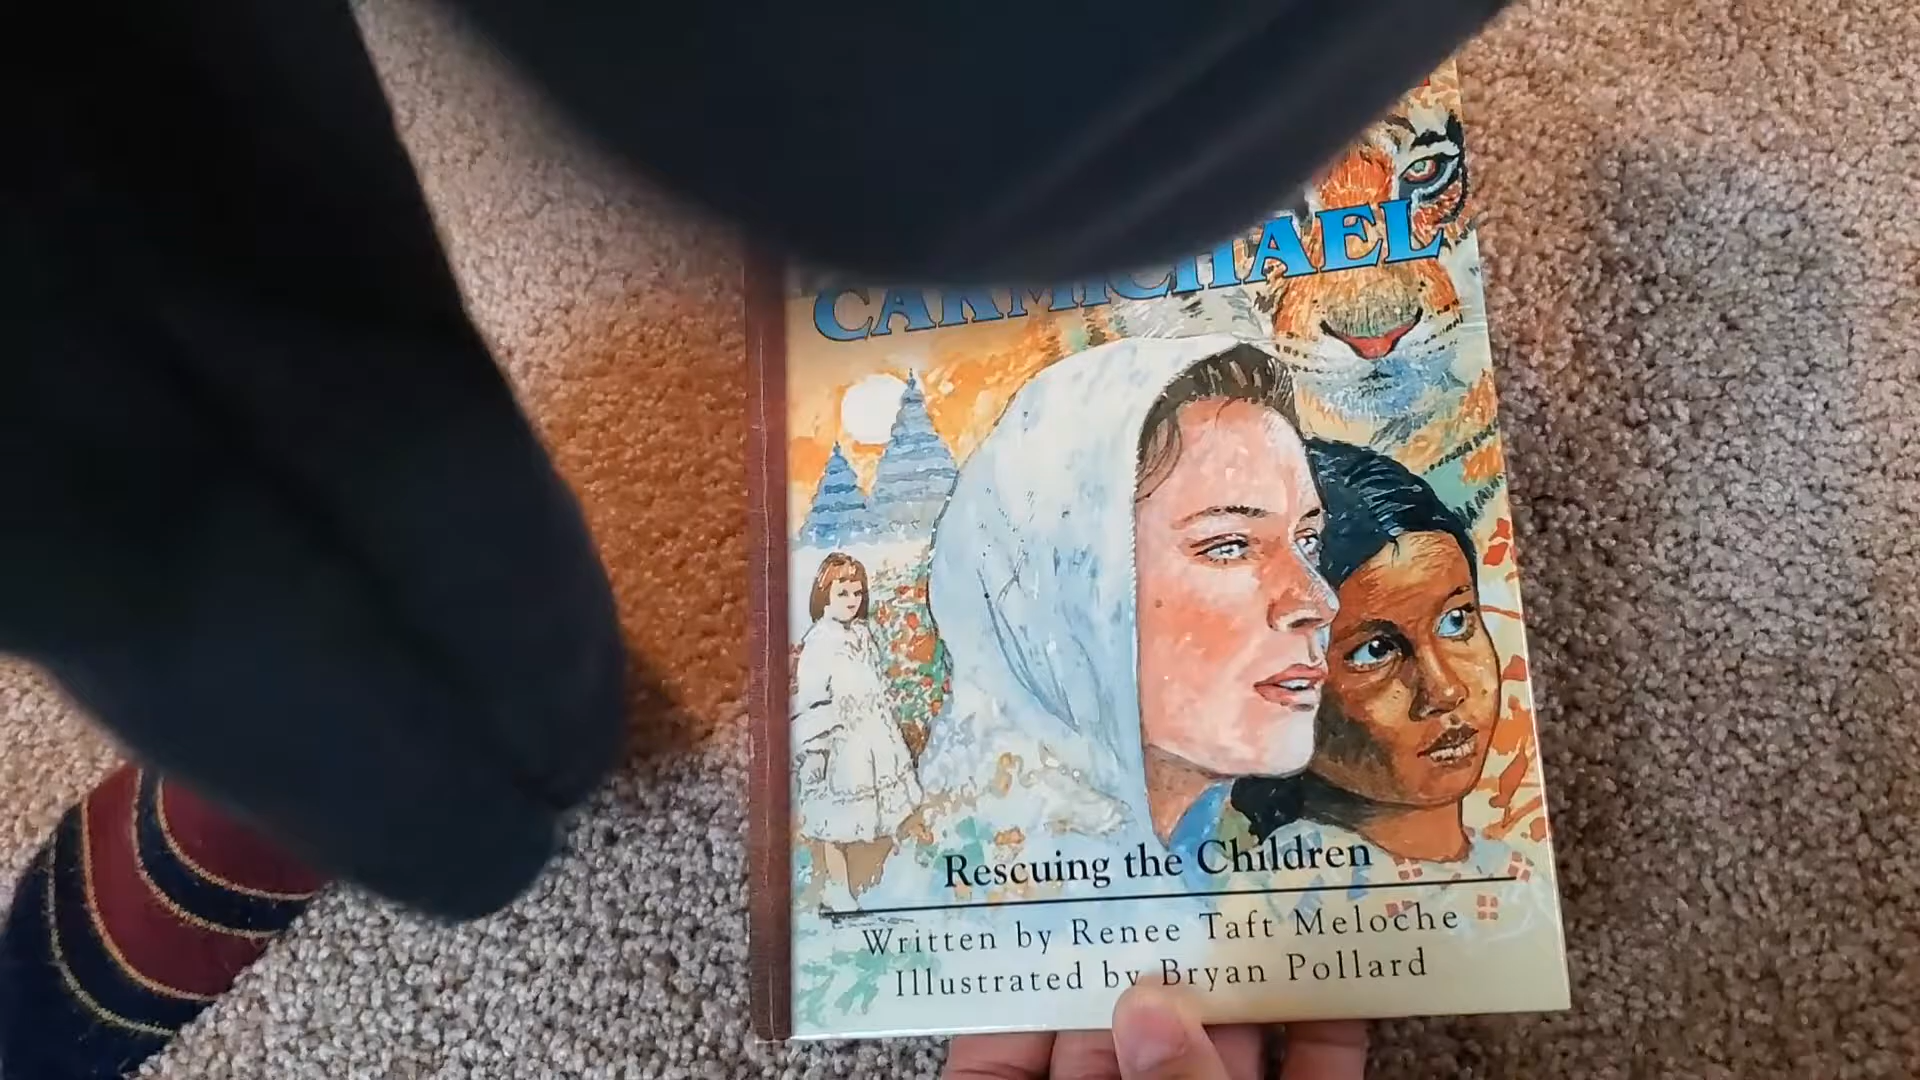 CARMICHAEL
Rescuing the Children
Written by Renee Taft Meloche
Illustrated by Bryan Pollard